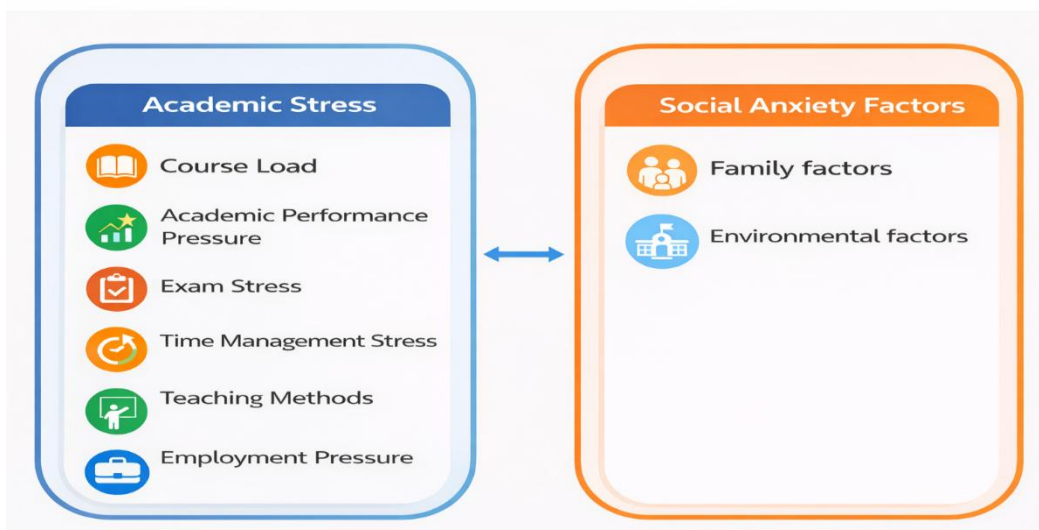 Academic Stress
Course Load
Academic Performance
Pressure
Exam Stress
Time Management Stress
Teaching Methods
Employment Pressure
Social Anxiety Factors
Family factors
Environmental factors